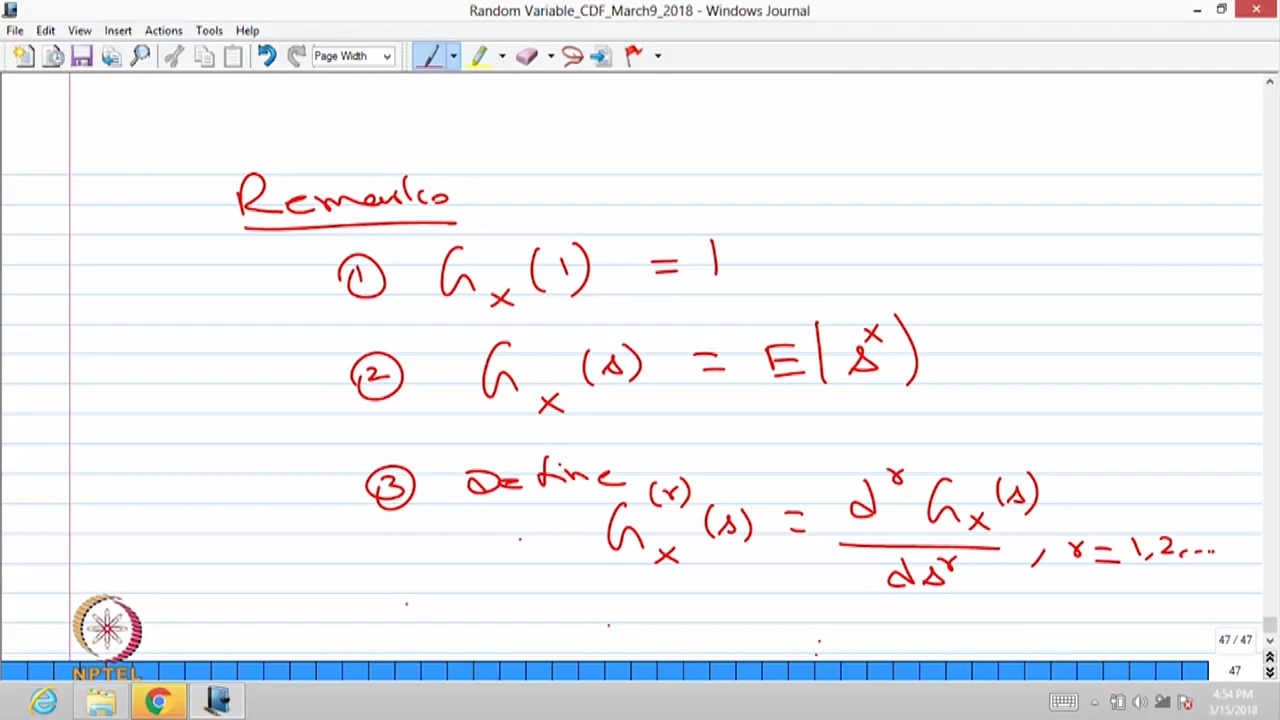 Random Variable_CDF_March9_2018 - Windows Journal
File Edit View Insert Actions Tools Help
Page Width
Remarks
① G_X(1) = 1
② G_X(s) = E(s^X)
③ Define
G_X^{(r)}(s) = \frac{d^r G_X(s)}{ds^r}, r = 1, 2, ...
NPTEL
47 / 47
47
4:54 PM
3/15/2018